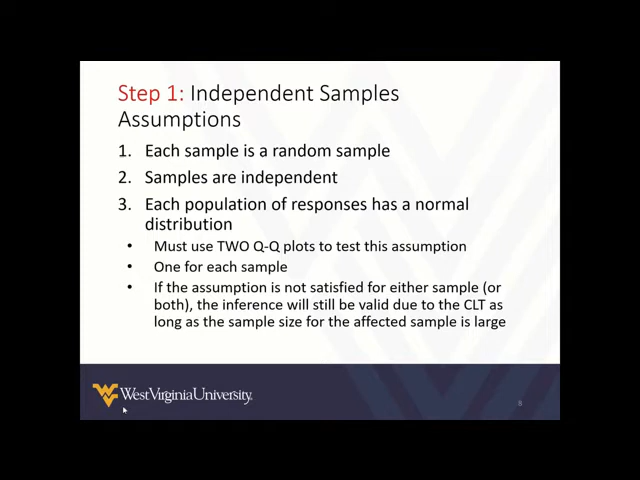 Step 1: Independent Samples
Assumptions
1. Each sample is a random sample
2. Samples are independent
3. Each population of responses has a normal
distribution
• Must use TWO Q-Q plots to test this assumption
• One for each sample
• If the assumption is not satisfied for either sample (or
both), the inference will still be valid due to the CLT as
long as the sample size for the affected sample is large
WestVirginiaUniversity.
8